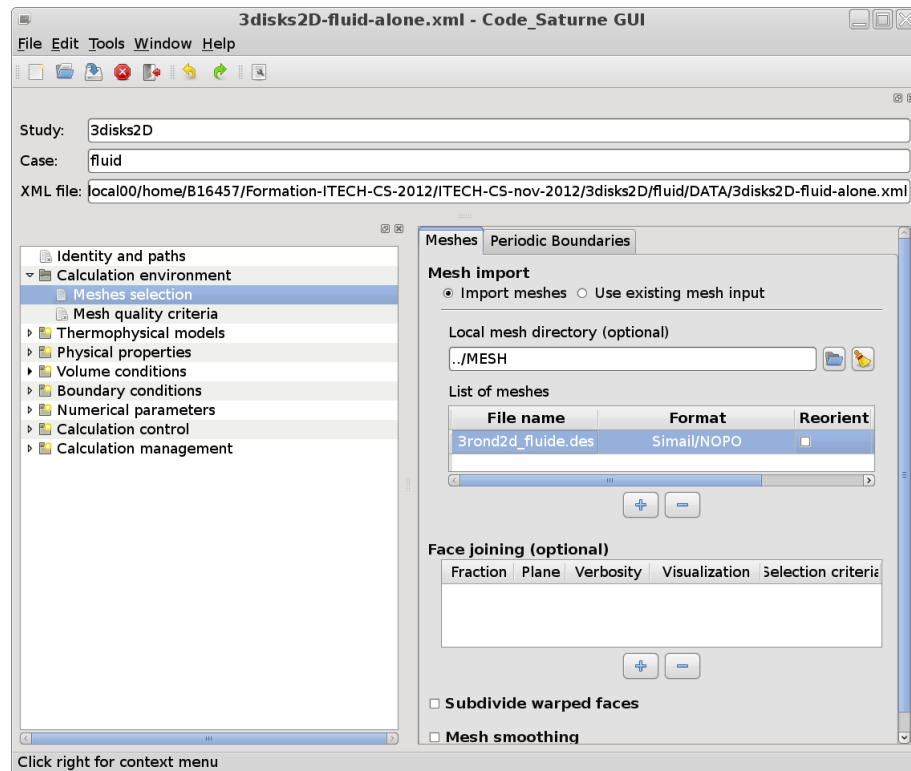 3disks2D-fluid-alone.xml - Code_Saturne GUI
File Edit Tools Window Help
Study: 3disks2D
Case: fluid
XML file: local00/home/B16457/Formation-ITECH-CS-2012/ITECH-CS-nov-2012/3disks2D/fluid/DATA/3disks2D-fluid-alone.xml
Identity and paths
Calculation environment
Meshes selection
Mesh quality criteria
Thermophysical models
Physical properties
Volume conditions
Boundary conditions
Numerical parameters
Calculation control
Calculation management
Meshes Periodic Boundaries
Mesh import
Import meshes Use existing mesh input
Local mesh directory (optional)
../MESH
List of meshes
File name Format Reorient
3rond2d_fluide.des Simail/NOPO
Face joining (optional)
Fraction Plane Verbosity Visualization Selection criteria
Subdivide warped faces
Mesh smoothing
Click right for context menu